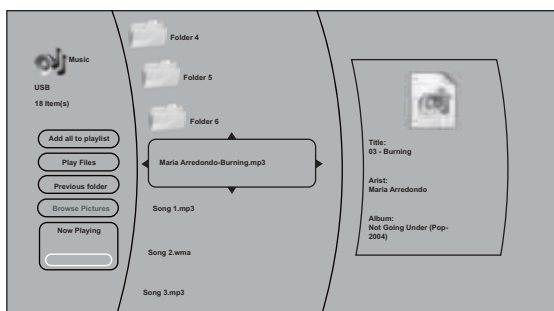 Music
USB
18 Item(s)
Add all to playlist
Play Files
Previous folder
Browse Pictures
Now Playing
Folder 4
Folder 5
Folder 6
Maria Arredondo-Burning.mp3
Song 1.mp3
Song 2.wma
Song 3.mp3
Title:
03 - Burning
Arist:
Maria Arredondo
Album:
Not Going Under (Pop-
2004)